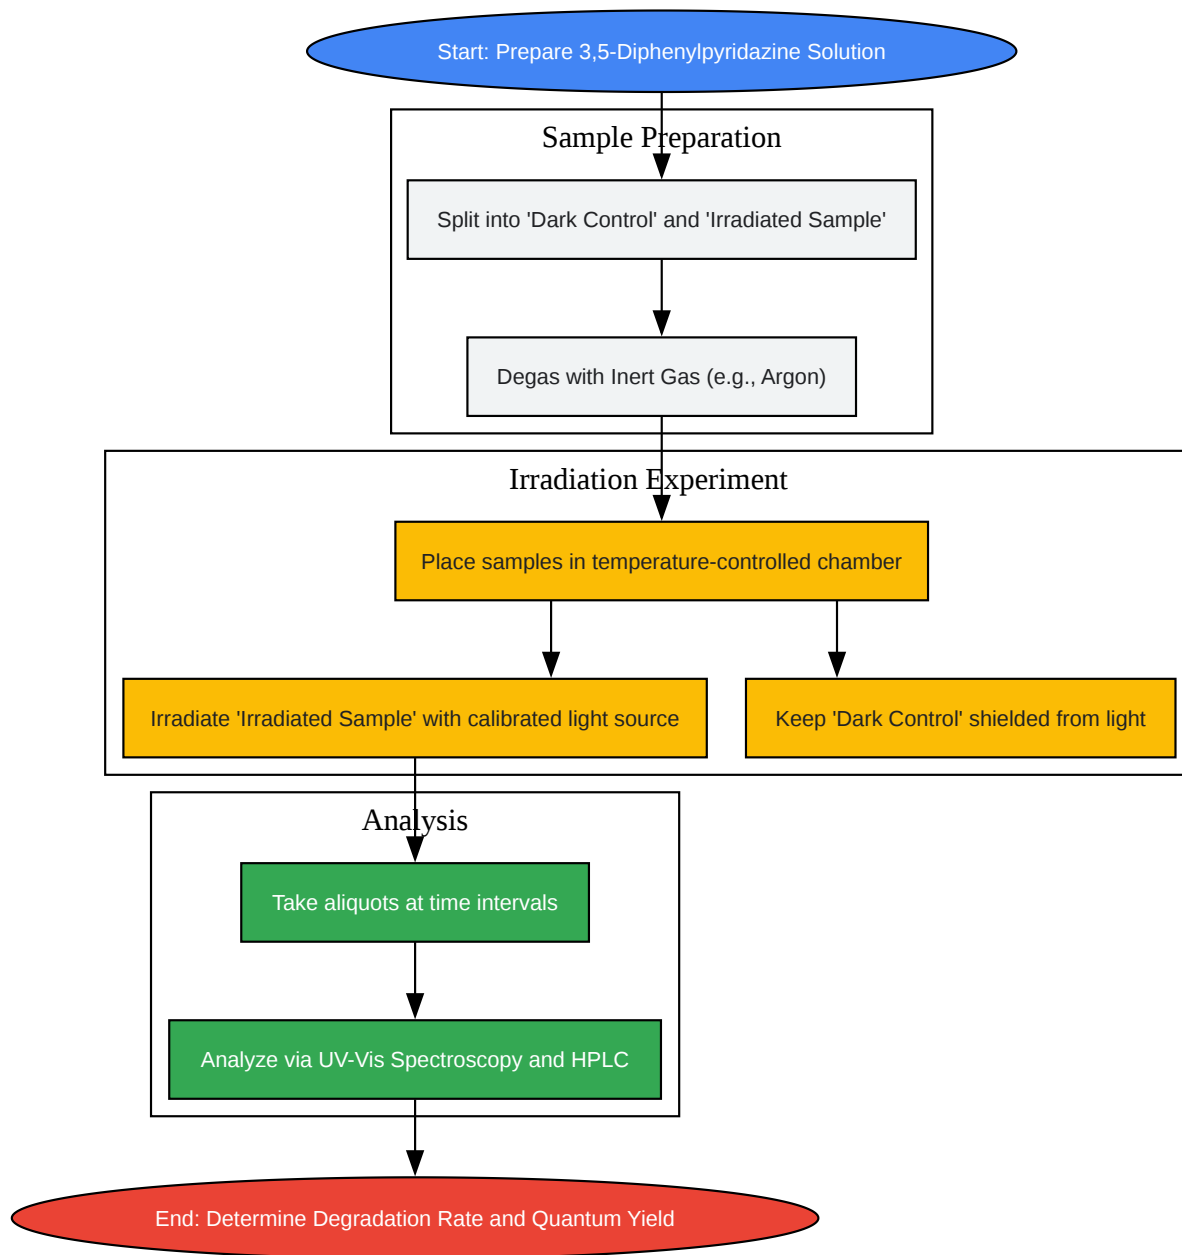 Start: Prepare 3,5-Diphenylpyridazine Solution
Sample Preparation
Split into 'Dark Control' and 'Irradiated Sample'
Degas with Inert Gas (e.g., Argon)
Irradiation Experiment
Place samples in temperature-controlled chamber
Irradiate 'Irradiated Sample' with calibrated light source
Keep 'Dark Control' shielded from light
Analysis
Take aliquots at time intervals
Analyze via UV-Vis Spectroscopy and HPLC
End: Determine Degradation Rate and Quantum Yield